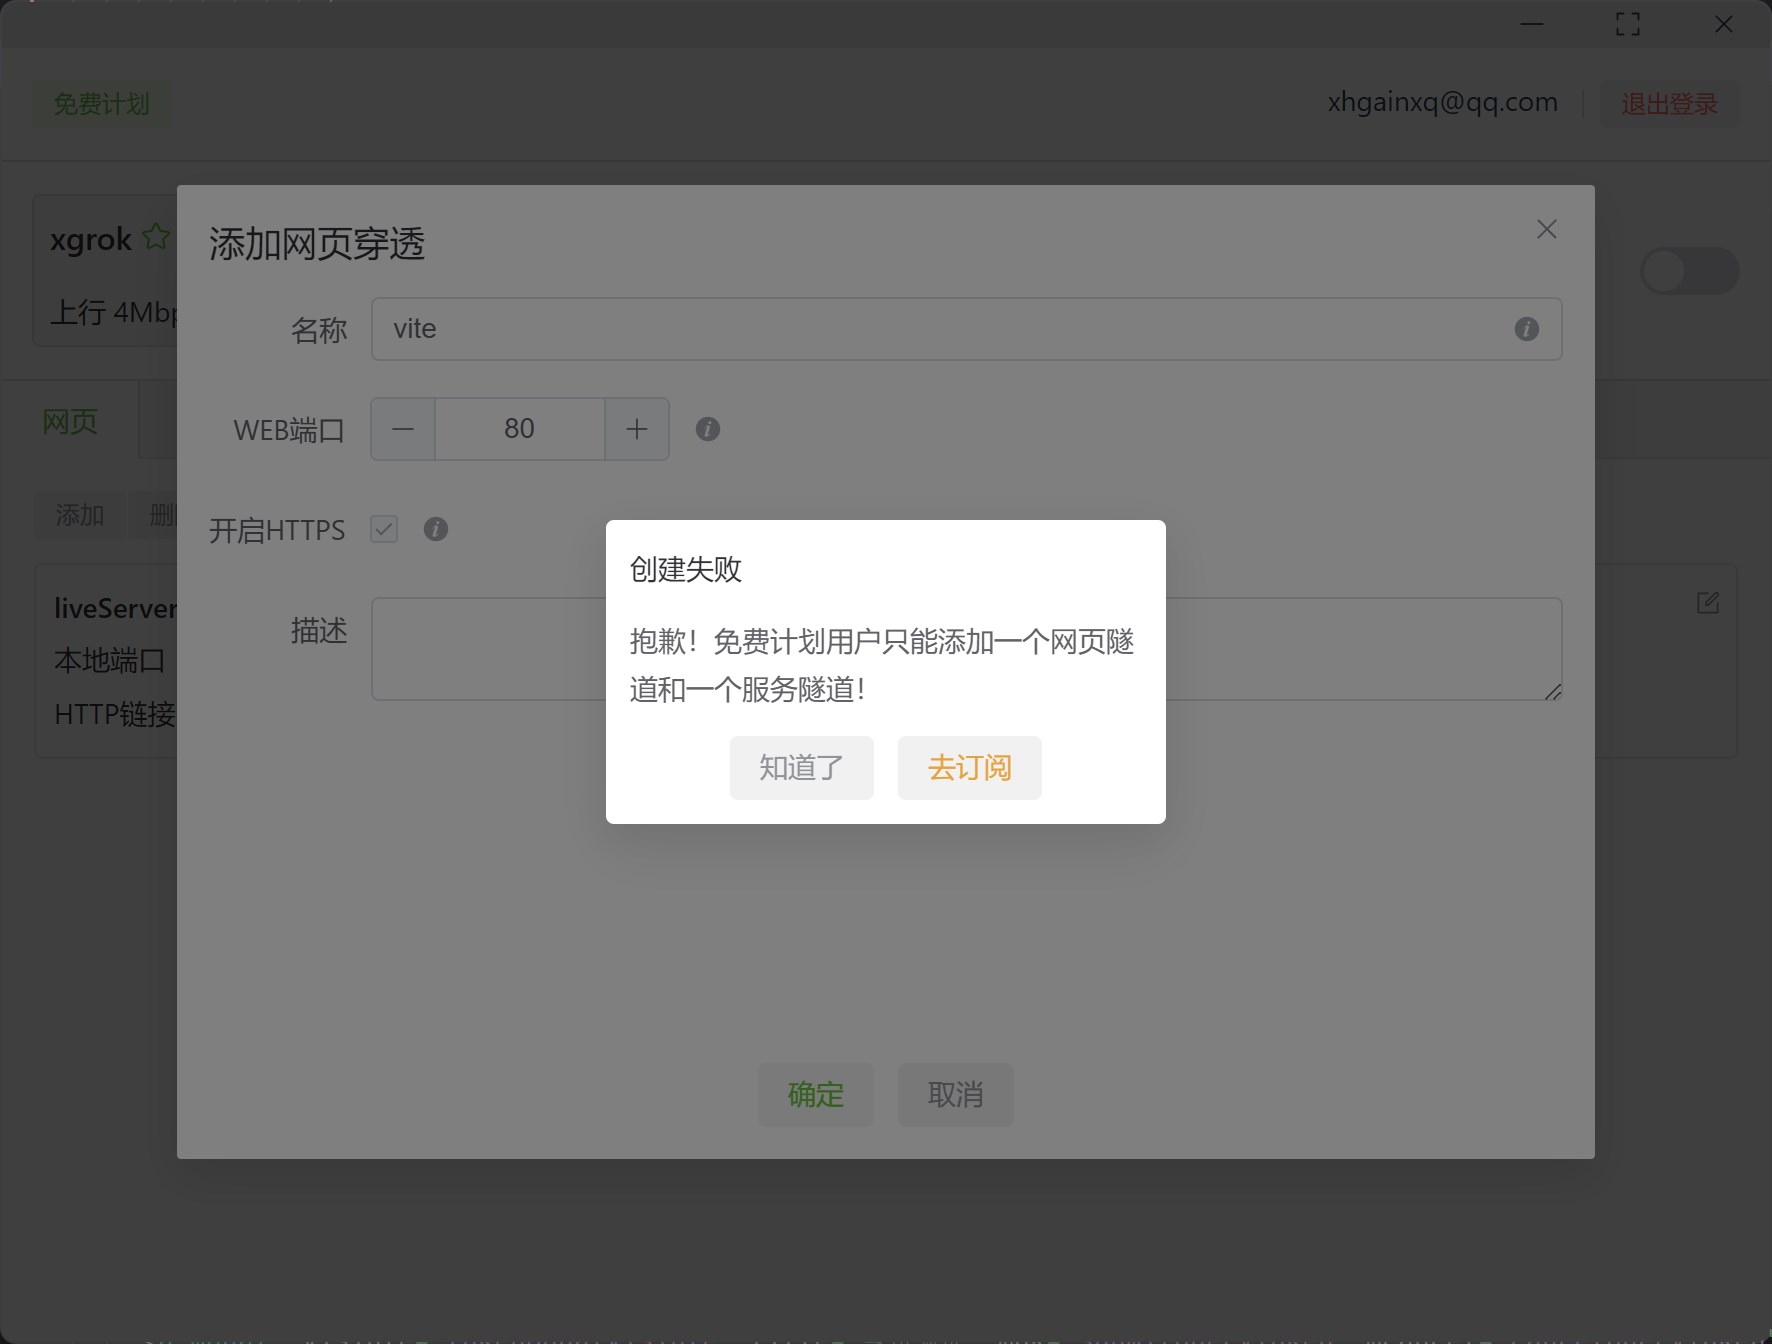 免费计划
xhgainxq@qq.com
退出登录
xgrok
上行 4Mbp
添加网页穿透
名称
vite
网页
WEB端口
80
添加
开启HTTPS
创建失败
抱歉！免费计划用户只能添加一个网页隧
道和一个服务隧道！
知道了
去订阅
liveServer
本地端口
HTTP链接
描述
确定
取消